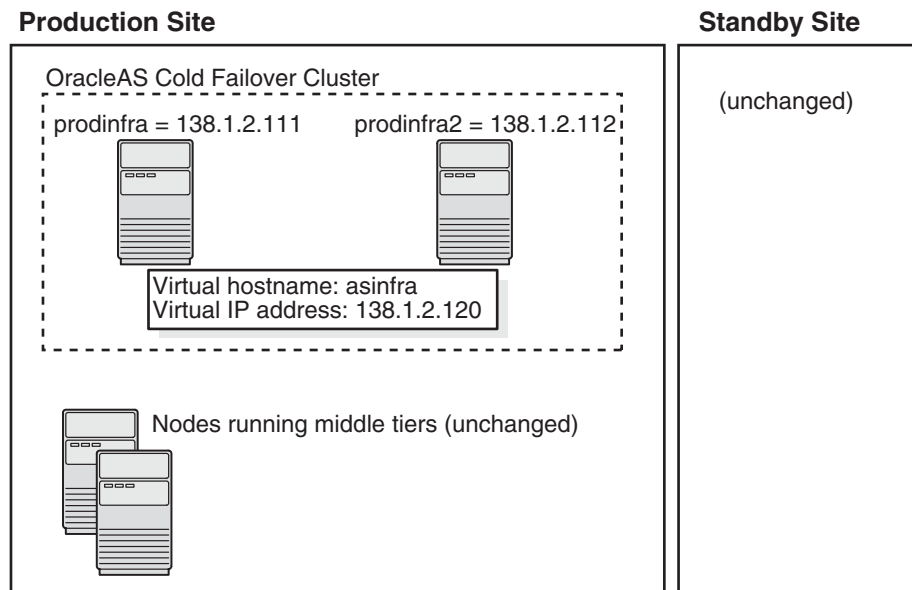 Production Site
Standby Site
OracleAS Cold Failover Cluster
prodinfra = 138.1.2.111
prodinfra2 = 138.1.2.112
(unchanged)
Virtual hostname: asinfra
Virtual IP address: 138.1.2.120
Nodes running middle tiers (unchanged)